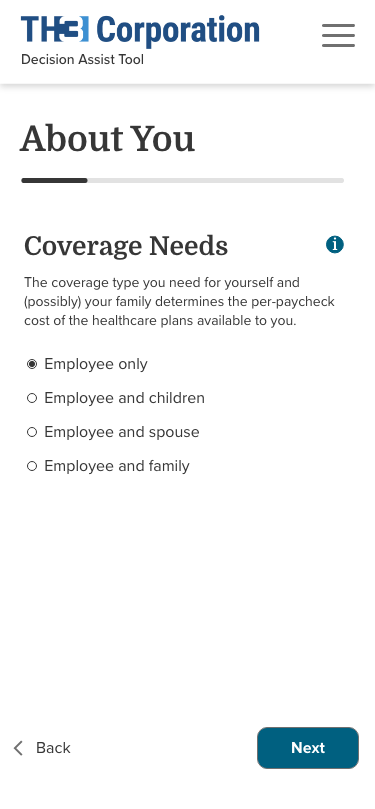 TH3 Corporation
Decision Assist Tool
About You
Coverage Needs
i
The coverage type you need for yourself and
(possibly) your family determines the per-paycheck
cost of the healthcare plans available to you.
Employee only
Employee and children
Employee and spouse
Employee and family
Back
Next